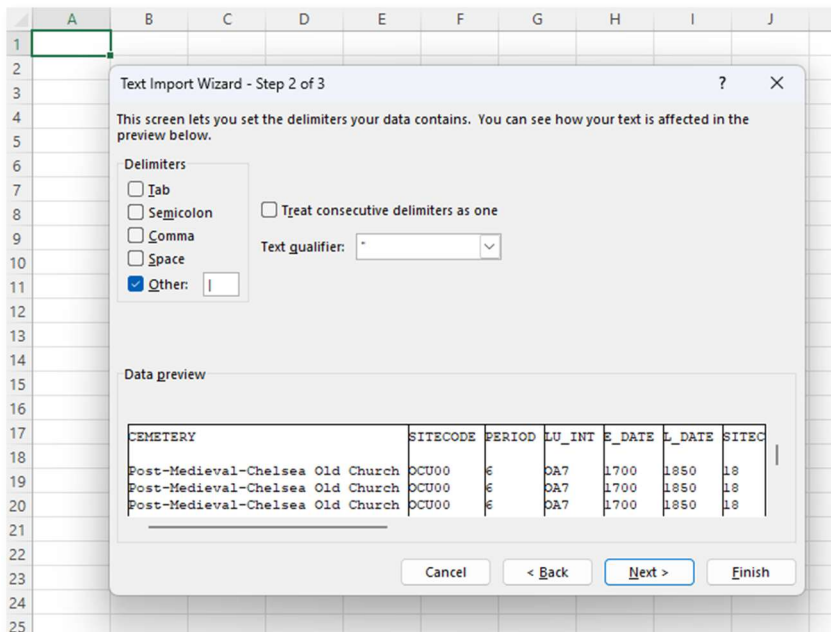 A B C D E F G H I J
1
2
3
4
5
6
7
8
9
10
11
12
13
14
15
16
17
18
19
20
21
22
23
24
25
Text Import Wizard - Step 2 of 3 ? ×
This screen lets you set the delimiters your data contains. You can see how your text is affected in the
preview below.
Delimiters
Tab
Semicolon
Comma
Space
Other: |
Treat consecutive delimiters as one
Text qualifier: "
Data preview
CEMETERY SITECODE PERIOD LU_INT E_DATE L_DATE SITEC
Post-Medieval-Chelsea Old Church OCU00 6 OA7 1700 1850 18
Post-Medieval-Chelsea Old Church OCU00 6 OA7 1700 1850 18
Post-Medieval-Chelsea Old Church OCU00 6 OA7 1700 1850 18
Cancel < Back Next > Finish